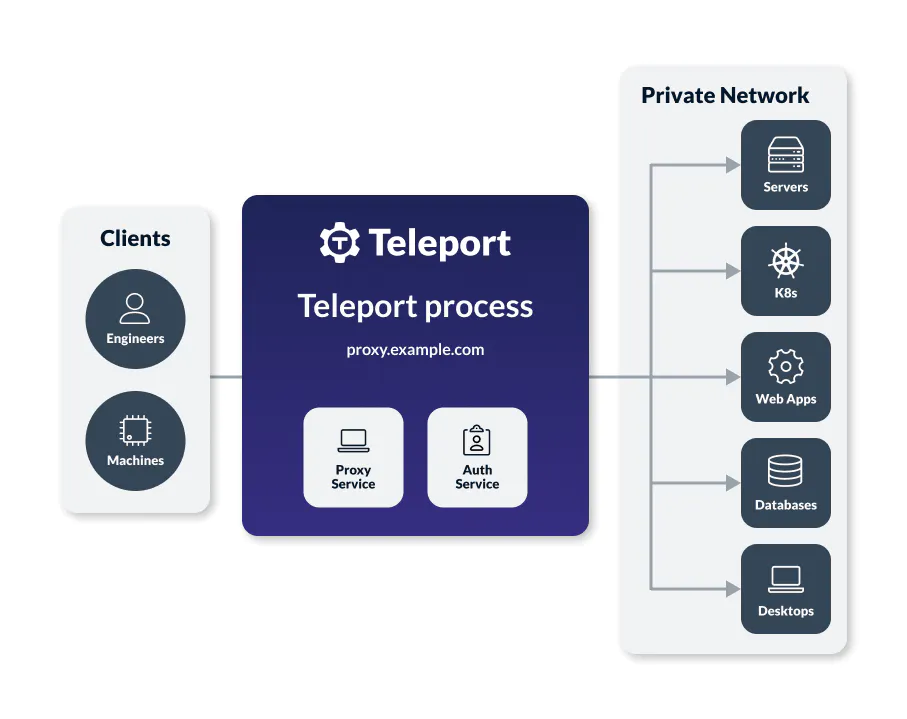 Clients
Engineers
Machines
Teleport
Teleport process
proxy.example.com
Proxy
Service
Auth
Service
Private Network
Servers
K8s
Web Apps
Databases
Desktops